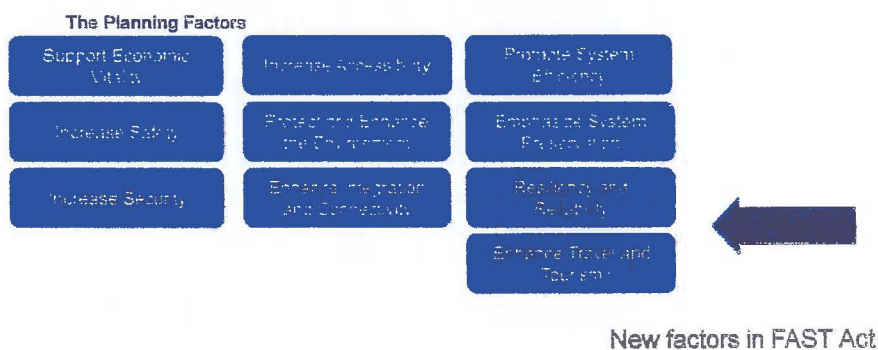 The Planning Factors
Support Economic
Vitality
Increase Accessibility
Promote System
Efficiency
Increase Safety
Protect and Enhance
the Environment
Emphasize System
Preservation
Increase Security
Enhance Integration
and Connectivity
Resiliency and
Reliability
Enhance Travel and
Tourism
New factors in FAST Act